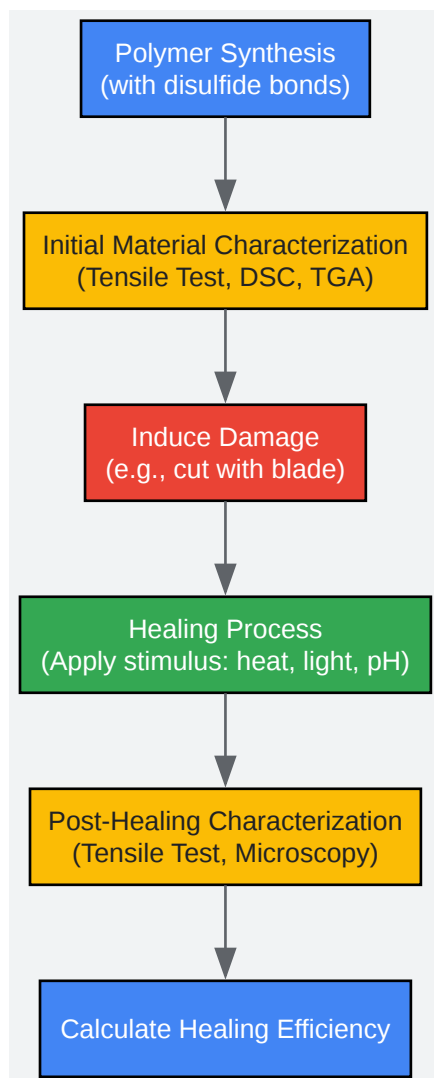 Polymer Synthesis
(with disulfide bonds)
Initial Material Characterization
(Tensile Test, DSC, TGA)
Induce Damage
(e.g., cut with blade)
Healing Process
(Apply stimulus: heat, light, pH)
Post-Healing Characterization
(Tensile Test, Microscopy)
Calculate Healing Efficiency